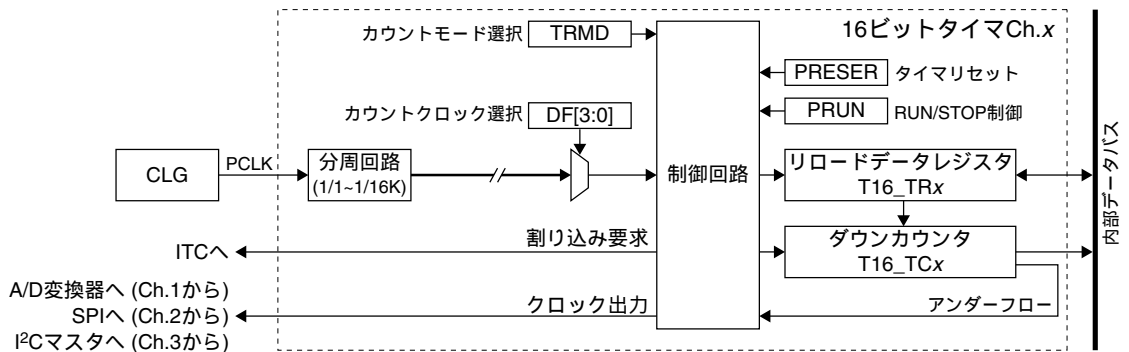 16ビットタイマCh.x
カウントモード選択 TRMD
PRESER タイマリセット
カウントクロック選択 DF[3:0]
PRUN RUN/STOP制御
CLG
PCLK
分周回路
(1/1~1/16K)
制御回路
リロードデータレジスタ
T16_TRx
内部データバス
割り込み要求
ITCへ
ダウンカウンタ
T16_TCx
アンダーフロー
クロック出力
A/D変換器へ (Ch.1から)
SPIへ (Ch.2から)
I²Cマスタへ (Ch.3から)